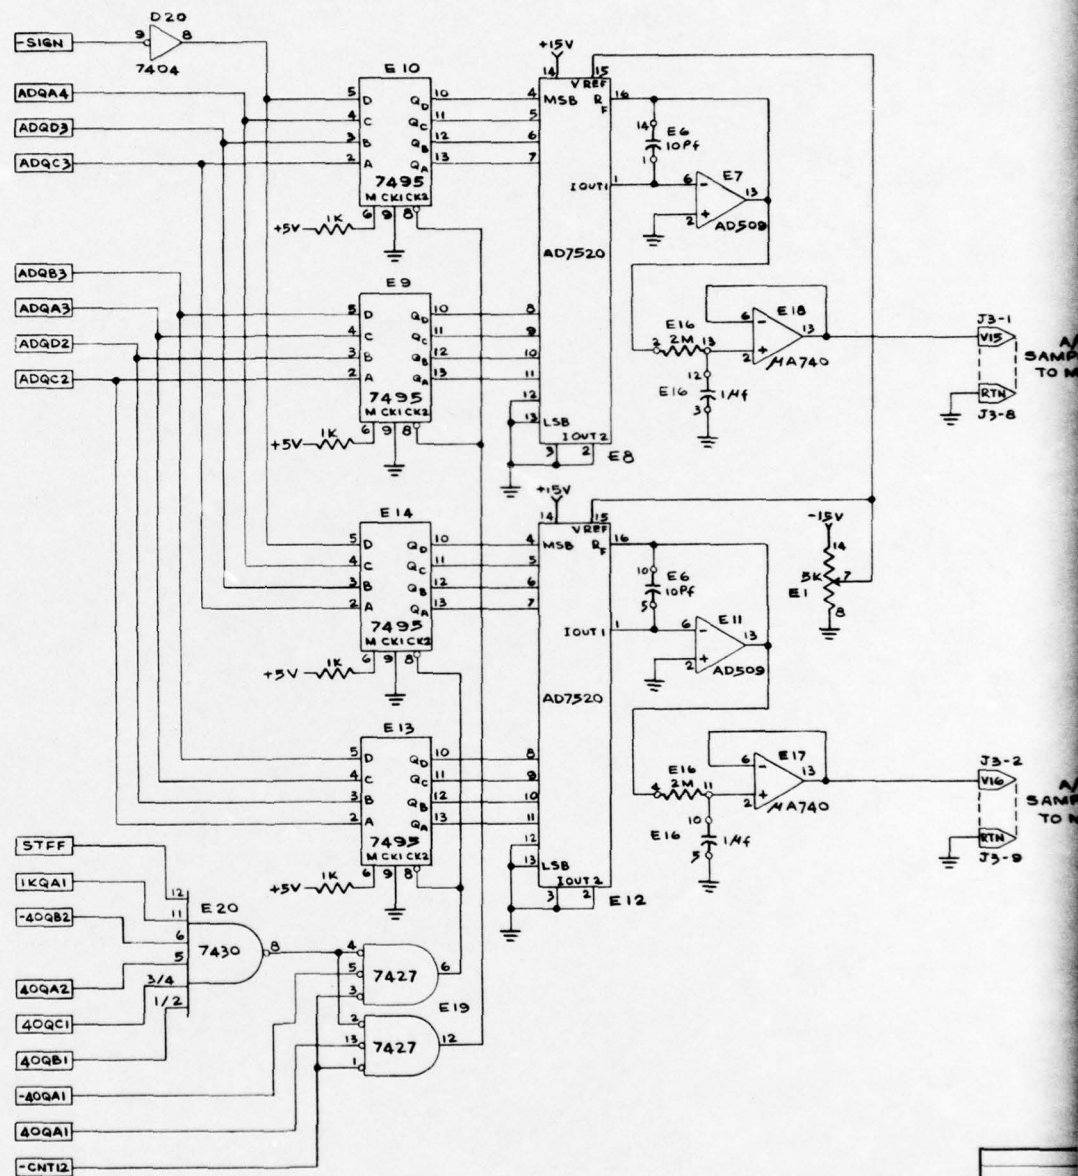 D20
-SIGN 9 8
7404
+15V
E10 14 15
ADQA4 5 D QD 10 4 MSB VREF RF 16
4 C QC 11 5
ADQD3 3 B QB 12 6 14 E6
10Pf
ADQC3 2 A QA 13 7 1
7495 IOUT1 1 6 - E7 13
M CK1 CK2 2 +
1K 6 9 8 AD509
+5V
AD7520
ADQB3 E9
5 D QD 10 8
ADQA3 4 C QC 11 9 6 - E18 13 J3-1
3 B QB 12 10 2 E16 2M 13 2 + V15 A/
ADQD2 μA740 SAMP
2 A QA 13 11 12 TO M
ADQC2 7495 12 E16 1μf RTN
M CK1 CK2 13 LSB 3 J3-8
1K 6 9 8 IOUT2
+5V 3 2 E8
+15V
E14 14 15 -15V
5 D QD 10 4 MSB VREF RF 16 14
4 C QC 11 5 5K 7
3 B QB 12 6 10 E6 E1
10Pf
2 A QA 13 7 5 8
7495 IOUT1 1 6 - E11 13
M CK1 CK2 2 +
1K 6 9 8 AD509
+5V
AD7520
E13
5 D QD 10 8
4 C QC 11 9 6 - E17 13 J3-2
3 B QB 12 10 4 E16 2M 11 2 + V16 A/
μA740 SAMP
2 A QA 13 11 10 TO M
7495 12 E16 1μf RTN
STFF M CK1 CK2 13 LSB 5 J3-9
1K 6 9 8 IOUT2
+5V 3 2 E12
1KQA1 12
11 E20
-40QB2 6 7430 8 4
5 5 7427 6
40QA2 3/4 3
1/2 E19
40QC1 2
13 7427 12
40QB1 1
-40QA1
40QA1
-CNT12